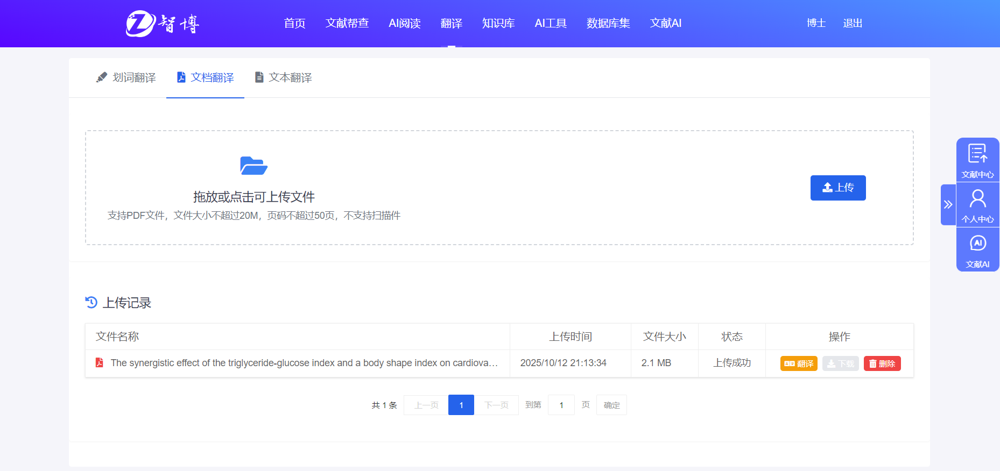 智博
首页 文献帮查 AI阅读 翻译 知识库 AI工具 数据库集 文献AI 博士 退出
划词翻译 文档翻译 文本翻译
拖放或点击可上传文件
支持PDF文件，文件大小不超过20M，页码不超过50页，不支持扫描件
上传
文献中心
个人中心
AI
文献AI
上传记录
文件名称 上传时间 文件大小 状态 操作
The synergistic effect of the triglyceride-glucose index and a body shape index on cardiova… 2025/10/12 21:13:34 2.1 MB 上传成功 翻译 下载 删除
共 1 条 上一页 1 下一页 到第 1 页 确定